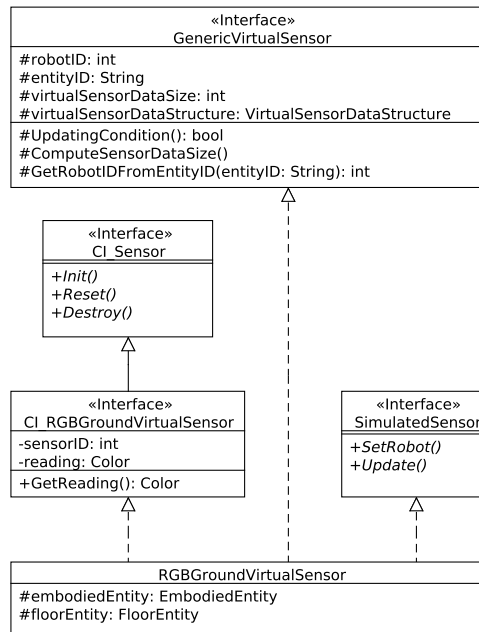 «Interface»
GenericVirtualSensor
#robotID: int
#entityID: String
#virtualSensorDataSize: int
#virtualSensorDataStructure: VirtualSensorDataStructure
#UpdatingCondition(): bool
#ComputeSensorDataSize()
#GetRobotIDFromEntityID(entityID: String): int
«Interface»
CI_Sensor
+Init()
+Reset()
+Destroy()
«Interface»
CI_RGBGroundVirtualSensor
-sensorID: int
-reading: Color
+GetReading(): Color
«Interface»
SimulatedSensor
+SetRobot()
+Update()
RGBGroundVirtualSensor
#embodiedEntity: EmbodiedEntity
#floorEntity: FloorEntity